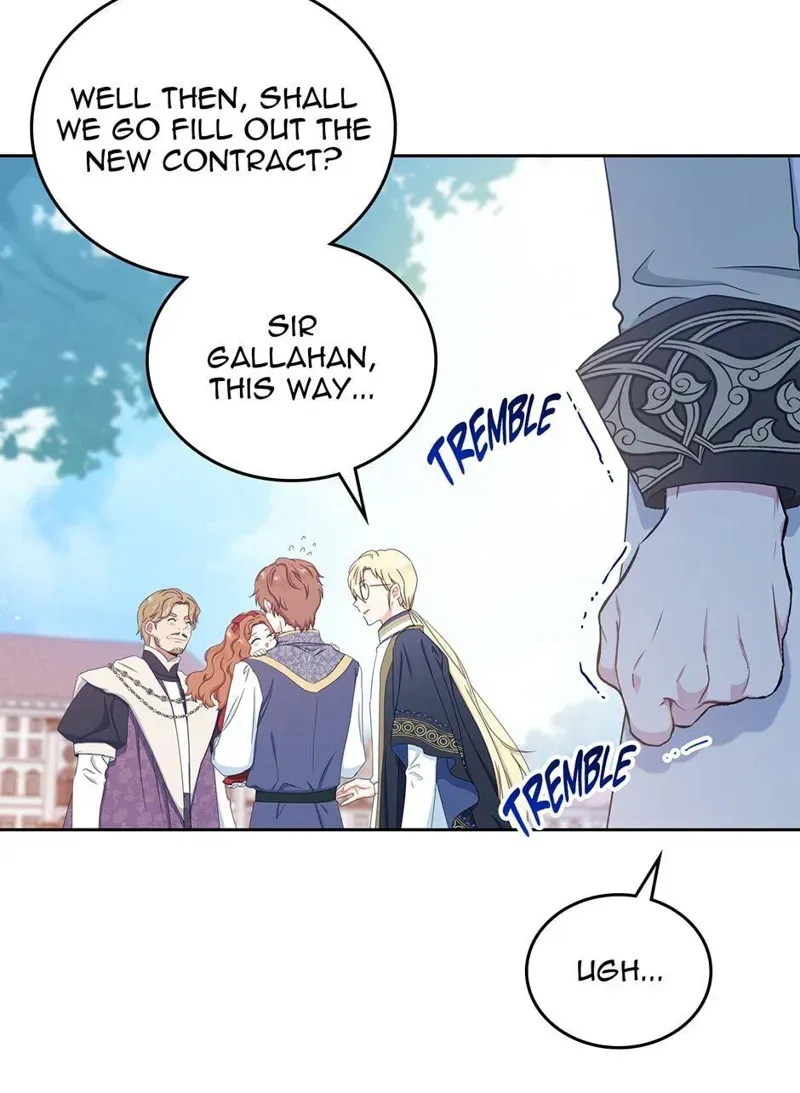 WELL THEN, SHALL
WE GO FILL OUT THE
NEW CONTRACT?
SIR
GALLAHAN,
THIS WAY...
TREMBLE
TREMBLE
UGH...